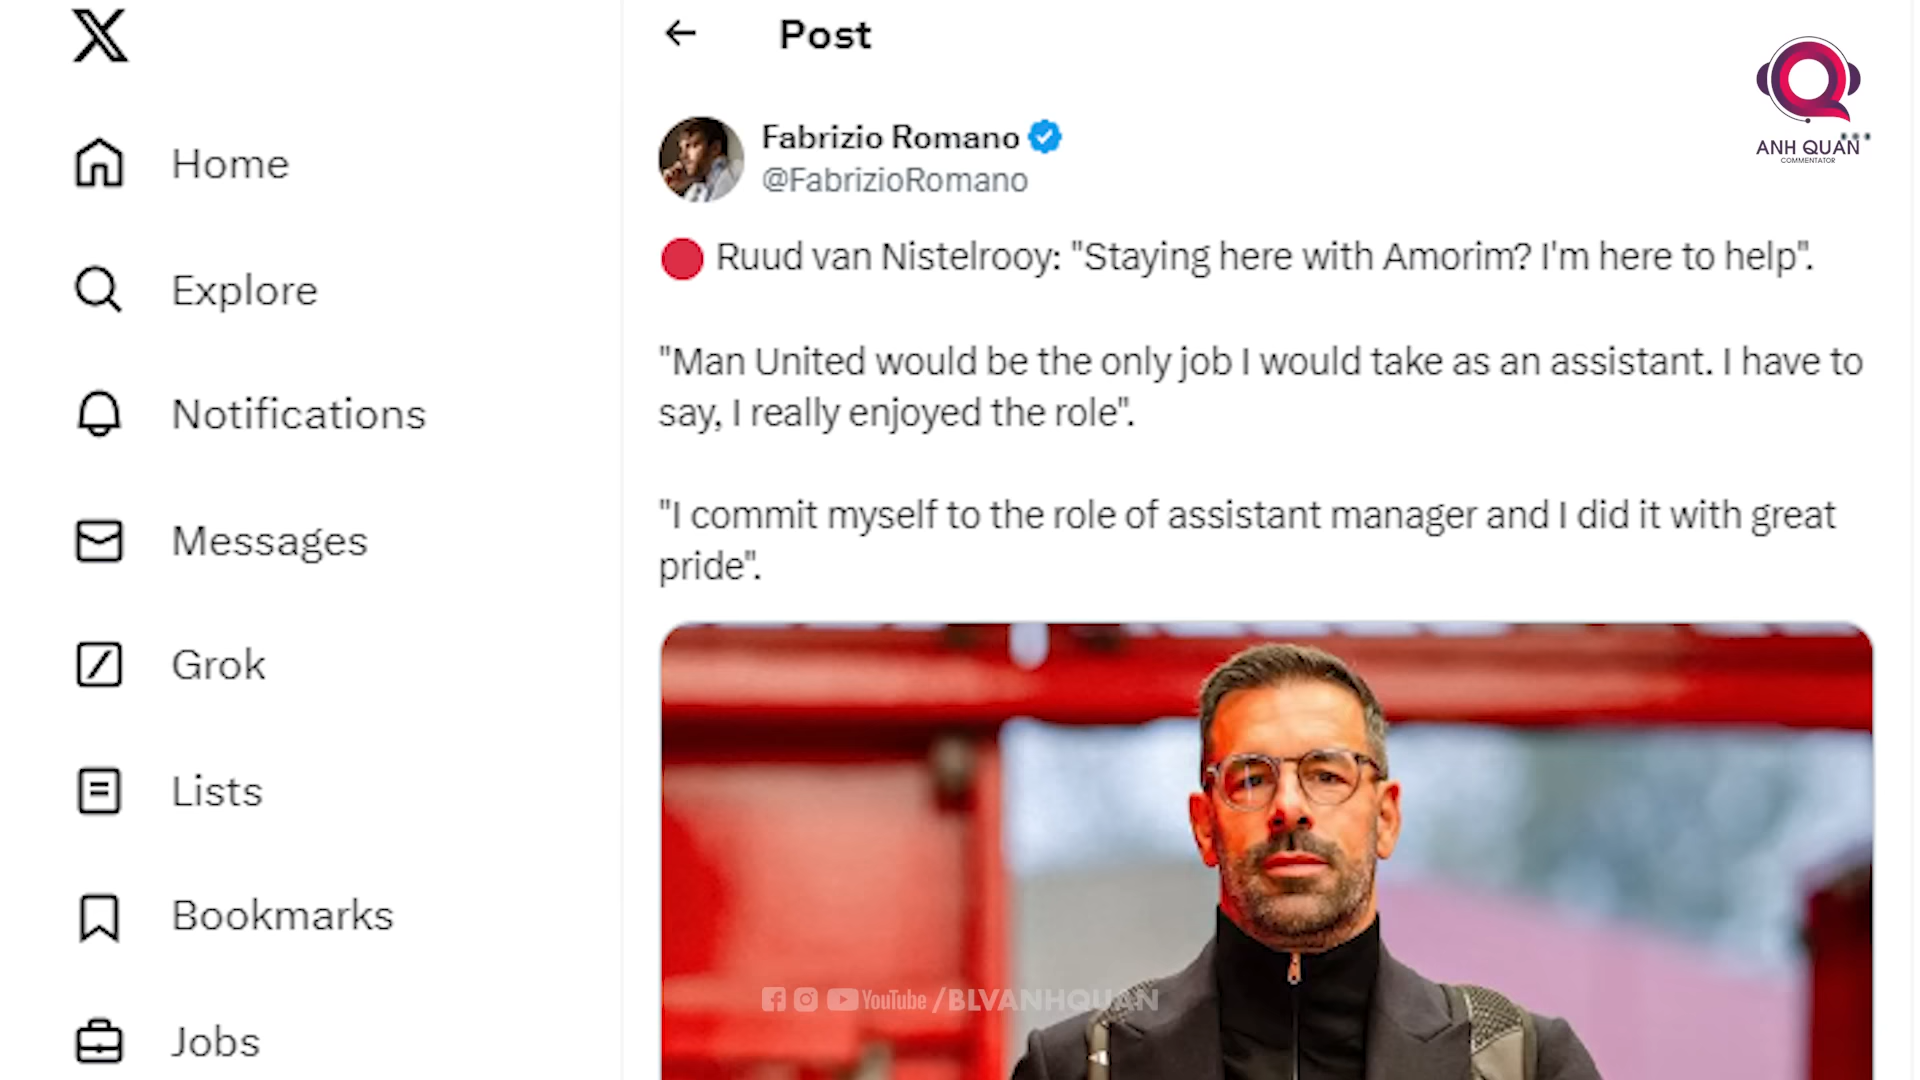 Post
Home
Explore
Notifications
Messages
Grok
Lists
Bookmarks
Jobs
Fabrizio Romano
@FabrizioRomano
Ruud van Nistelrooy: "Staying here with Amorim? I'm here to help".
"Man United would be the only job I would take as an assistant. I have to
say, I really enjoyed the role".
"I commit myself to the role of assistant manager and I did it with great
pride".
ANH QUAN
COMMENTATOR
YouTube /BLVANHQUAN